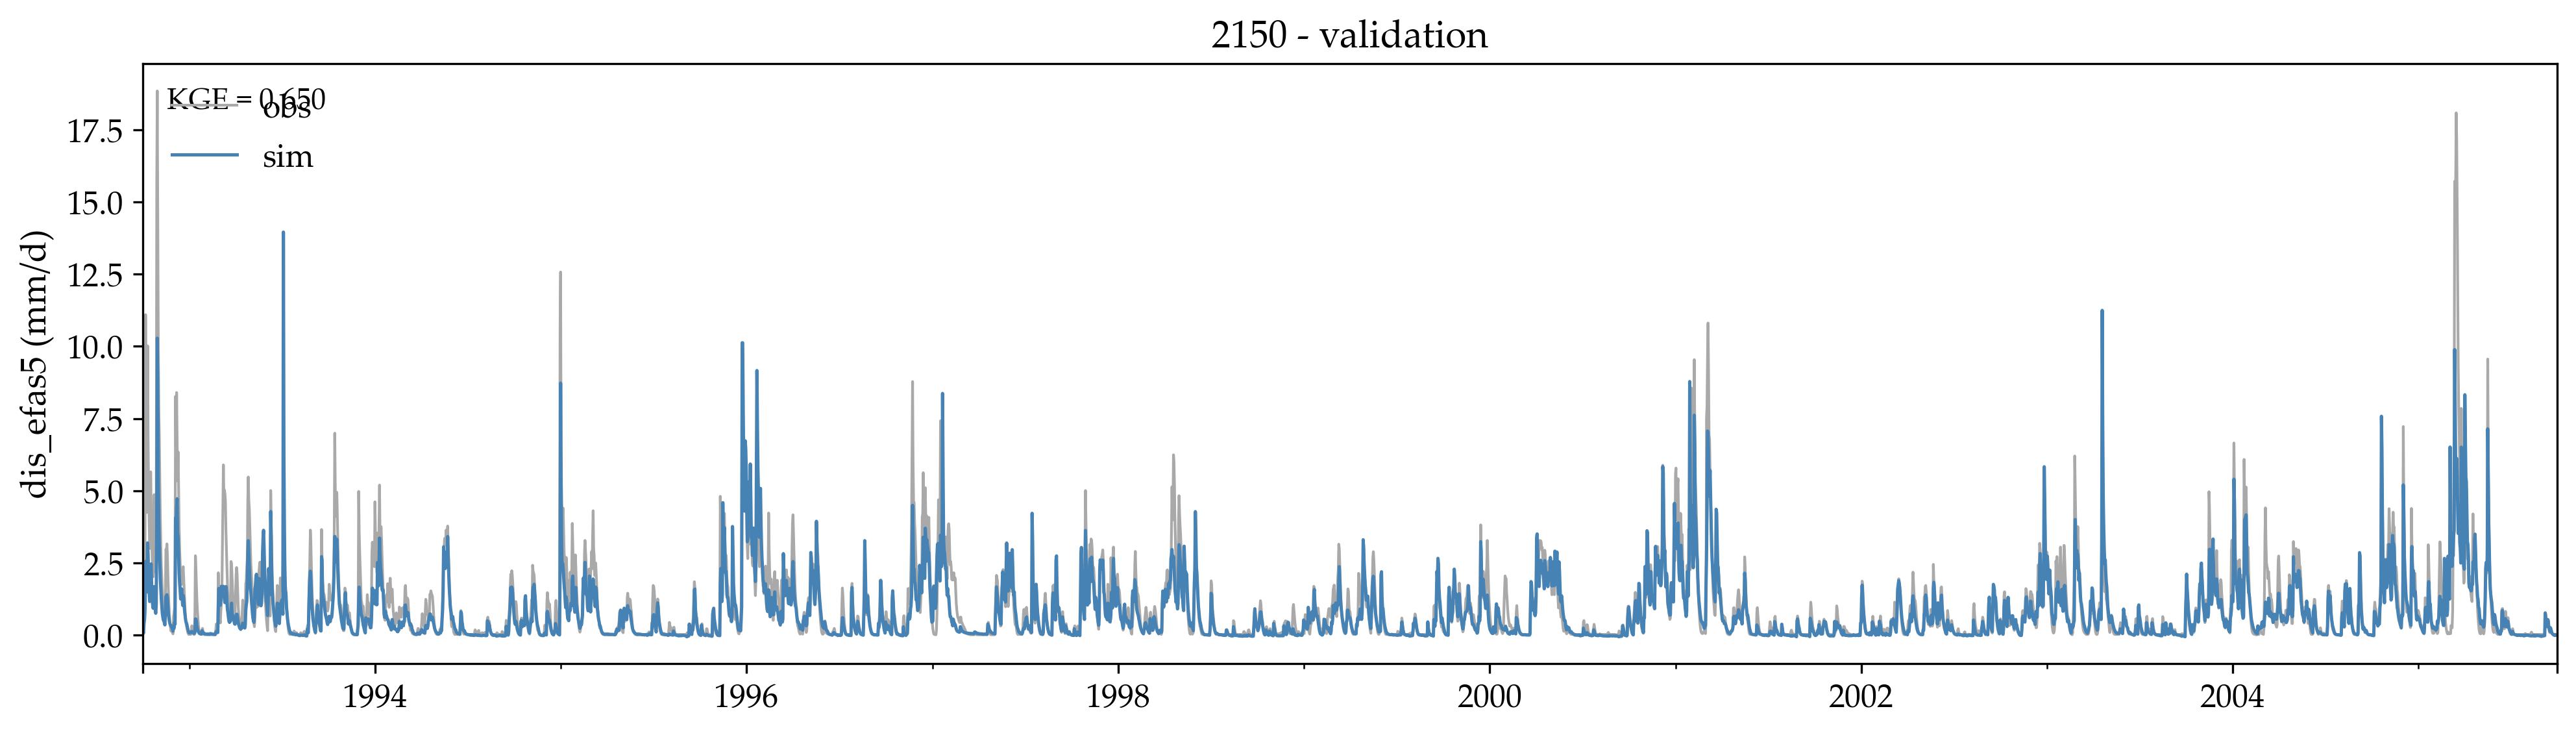 2150 - validation
KGE = 0.650
obs
sim
dis_efas5 (mm/d)
17.5
15.0
12.5
10.0
7.5
5.0
2.5
0.0
1994 1996 1998 2000 2002 2004